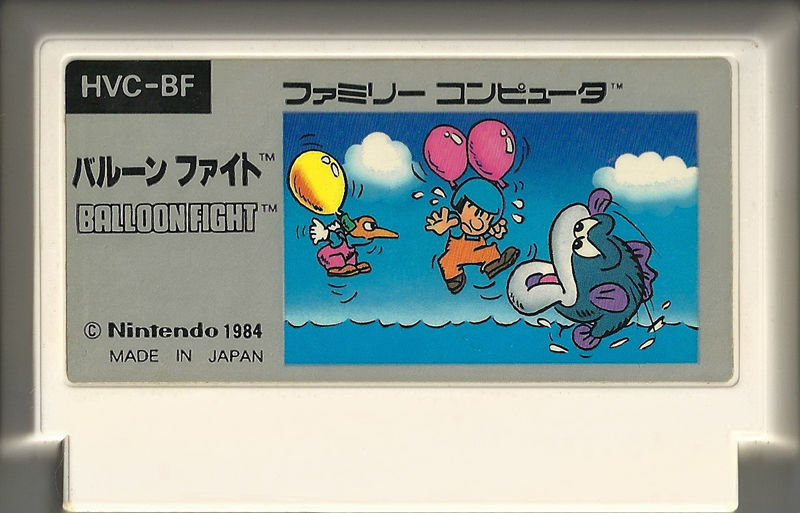 HVC-BF
ファミリー コンピュータ™
バルーン ファイト™
BALLOON FIGHT™
© Nintendo 1984
MADE IN JAPAN